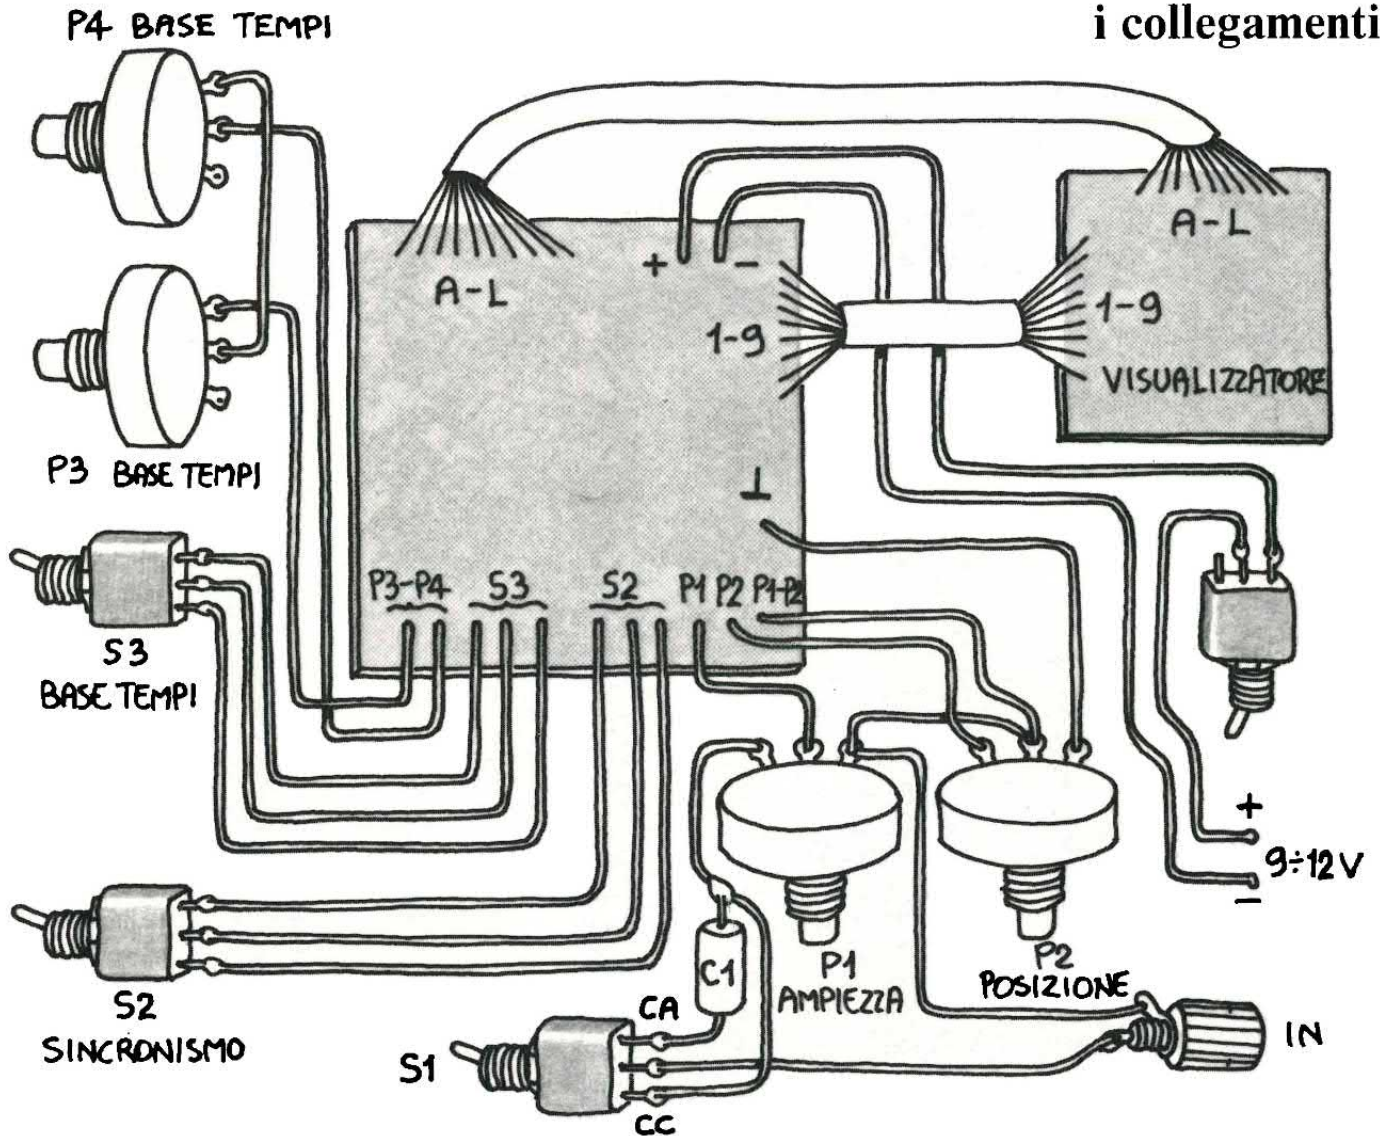 P4 BASE TEMPI
i collegamenti
A-L
A-L
+ -
1-9
1-9
VISUALIZZATORE
P3 BASE TEMPI
⊥
P3-P4 S3 S2 P1 P2 P1-P2
S3
BASE TEMPI
+
9÷12V
-
P1
AMPIEZZA
P2
POSIZIONE
C1
S2
SINCRONISMO
CA
S1
CC
IN